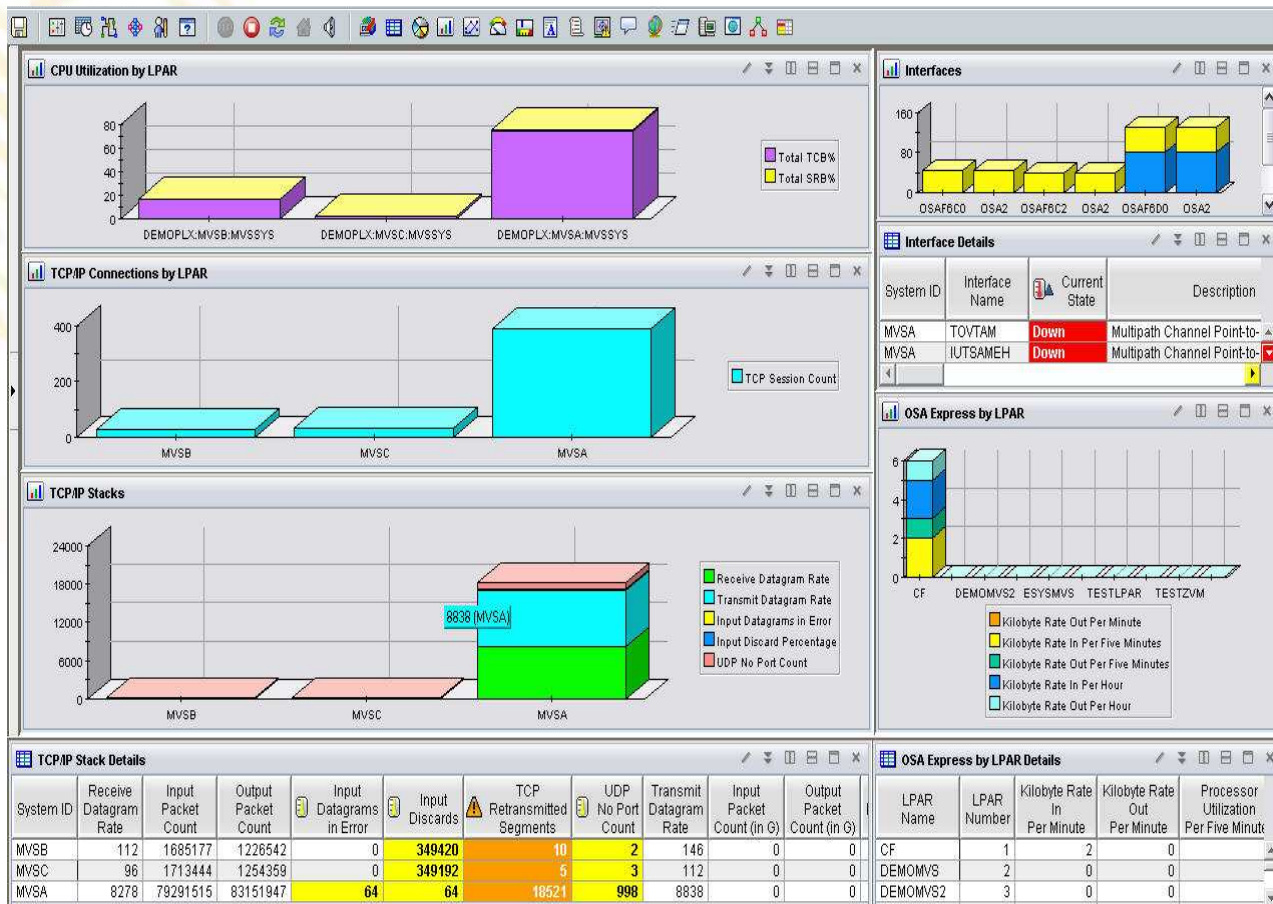 CPU Utilization by LPAR
80
60
40
20
0
DEMOPLX:MVSB:MVSSYS DEMOPLX:MVSC:MVSSYS DEMOPLX:MVSA:MVSSYS
Total TCB%
Total SRB%
TCP/IP Connections by LPAR
400
200
0
MVSB MVSC MVSA
TCP Session Count
TCP/IP Stacks
24000
18000
12000
6000
0
8838 (MVSA)
MVSB MVSC MVSA
Receive Datagram Rate
Transmit Datagram Rate
Input Datagrams in Error
Input Discard Percentage
UDP No Port Count
Interfaces
160
80
0
OSAF6C0 OSA2 OSAF6C2 OSA2 OSAF6D0 OSA2
Interface Details
System ID Interface Name Current State Description
MVSA TOVTAM Down Multipath Channel Point-to-
MVSA IUTSAMEH Down Multipath Channel Point-to-
OSA Express by LPAR
6
4
2
0
CF DEMOMVS2 ESYSMVS TESTLPAR TESTZVM
Kilobyte Rate Out Per Minute
Kilobyte Rate In Per Five Minutes
Kilobyte Rate Out Per Five Minutes
Kilobyte Rate In Per Hour
Kilobyte Rate Out Per Hour
TCP/IP Stack Details
System ID Receive Datagram Rate Input Packet Count Output Packet Count Input Datagrams in Error Input Discards TCP Retransmitted Segments UDP No Port Count Transmit Datagram Rate Input Packet Count (in G) Output Packet Count (in G)
MVSB 112 1685177 1226542 0 349420 10 2 146 0 0
MVSC 96 1713444 1254359 0 349192 5 3 112 0 0
MVSA 8278 79291515 83151947 64 64 18521 998 8838 0 0
OSA Express by LPAR Details
LPAR Name LPAR Number Kilobyte Rate In Per Minute Kilobyte Rate Out Per Minute Processor Utilization Per Five Minute
CF 1 2 0
DEMOMVS 2 0 0
DEMOMVS2 3 0 0